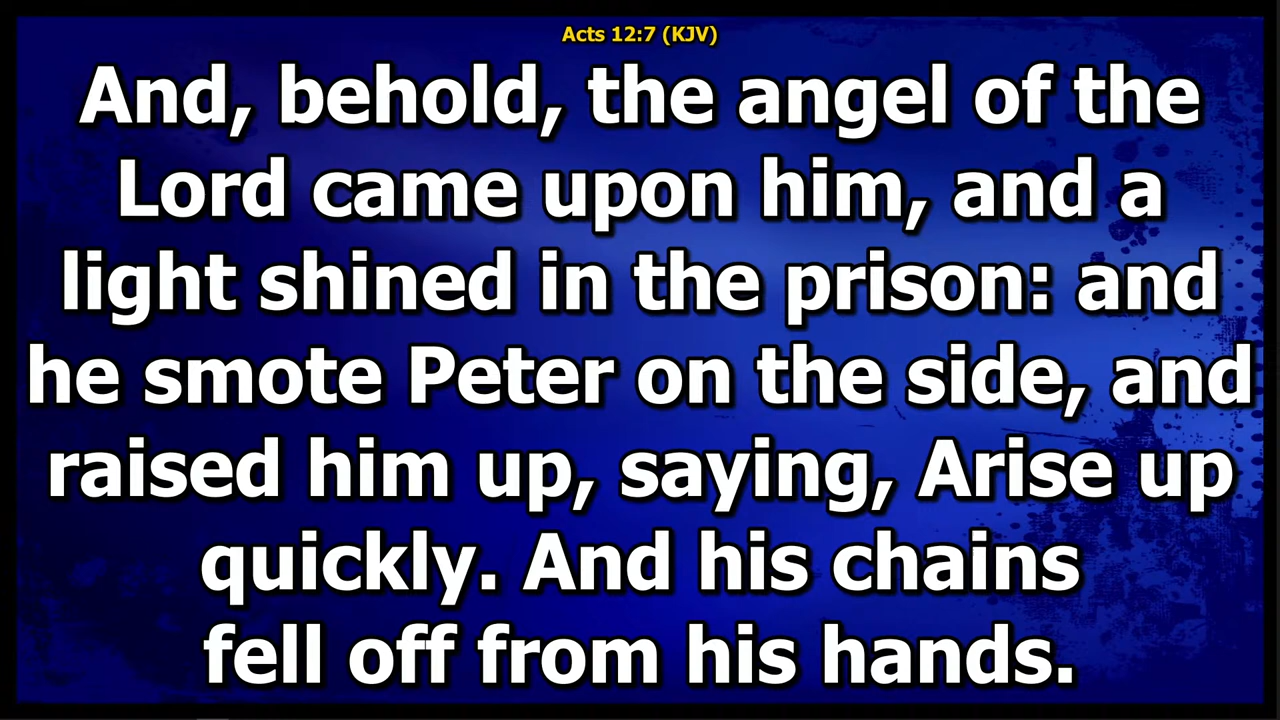 Acts 12:7 (KJV)
And, behold, the angel of the
Lord came upon him, and a
light shined in the prison: and
he smote Peter on the side, and
raised him up, saying, Arise up
quickly. And his chains
fell off from his hands.